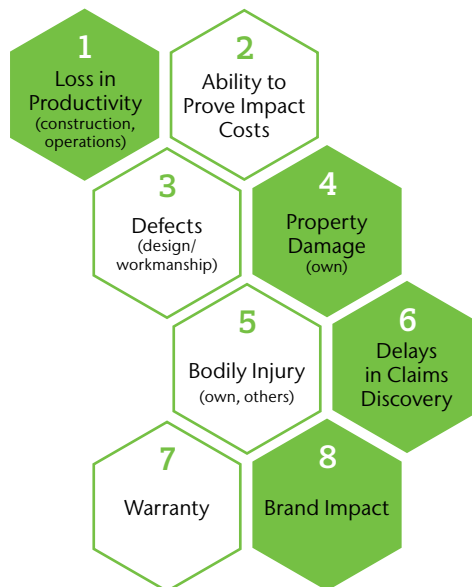 1
Loss in
Productivity
(construction,
operations)
2
Ability to
Prove Impact
Costs
3
Defects
(design/
workmanship)
4
Property
Damage
(own)
5
Bodily Injury
(own, others)
6
Delays
in Claims
Discovery
7
Warranty
8
Brand Impact